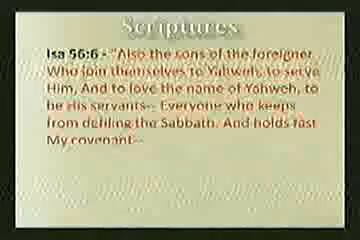 Scriptures
Isa 56:6 - "Also the sons of the foreigner
Who join themselves to Yahweh, to serve
Him, And to love the name of Yahweh, to
be His servants-- Everyone who keeps
from defiling the Sabbath, And holds fast
My covenant--